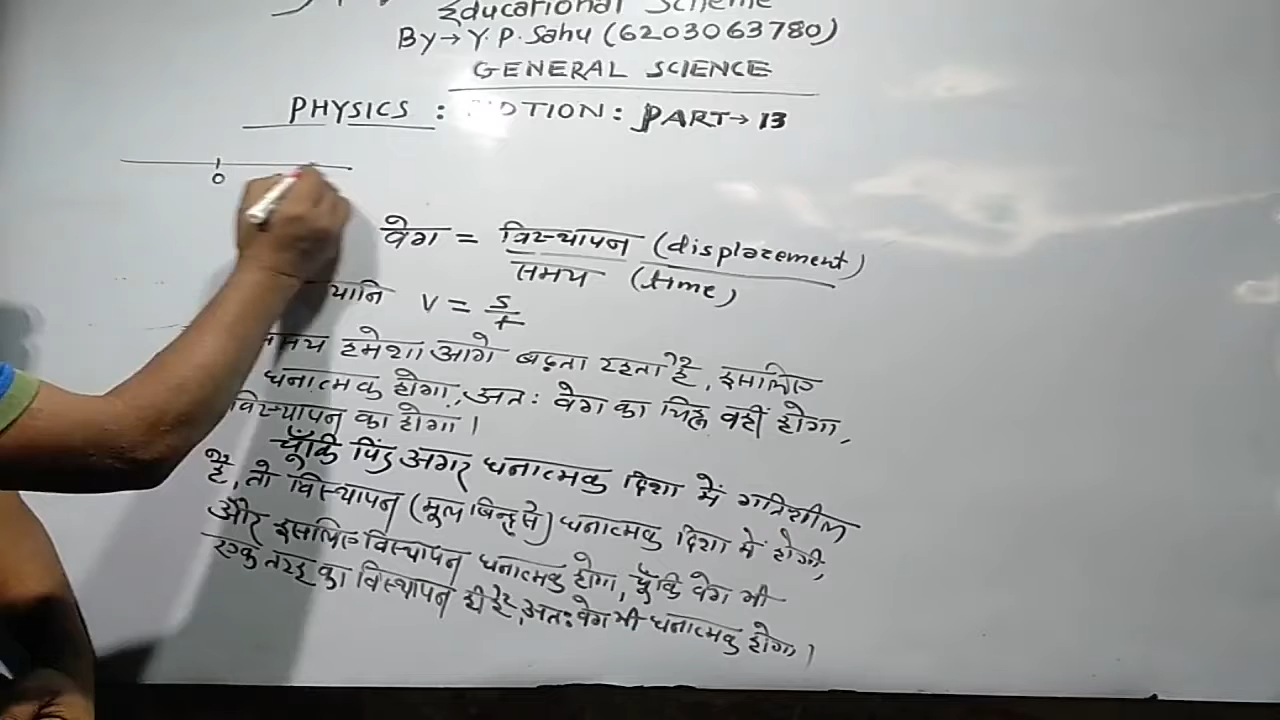 Educational Scheme
By→Y.P.Sahu (6203063780)
GENERAL SCIENCE
PHYSICS : MOTION: PART→13
0
वेग = विस्थापन (displacement)
समय (time)
यानि v = s/t
समय हमेशा आगे बढ़ता रहता है, इसलिए
धनात्मक होगा, अतः वेग का चिह्न वहीं होगा,
विस्थापन का होगा।
चूँकि पिंड अगर धनात्मक दिशा में गतिशील
है, तो विस्थापन (मूल बिन्दु से) धनात्मक दिशा में होगी,
और इसलिए विस्थापन धनात्मक होगा, चूँकि वेग भी
एक तरह का विस्थापन ही है, अतः वेग भी धनात्मक होगा।